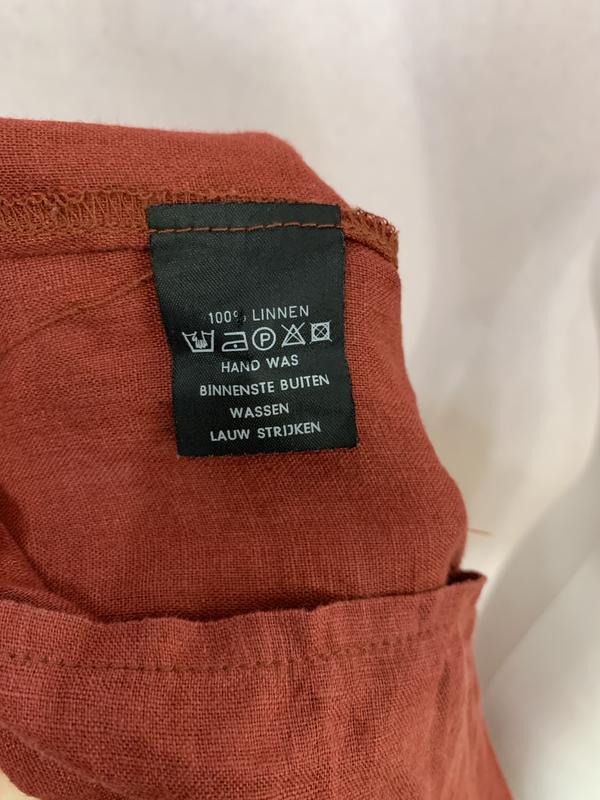 100% LINNEN
P
HAND WAS
BINNENSTE BUITEN
WASSEN
LAUW STRIJKEN